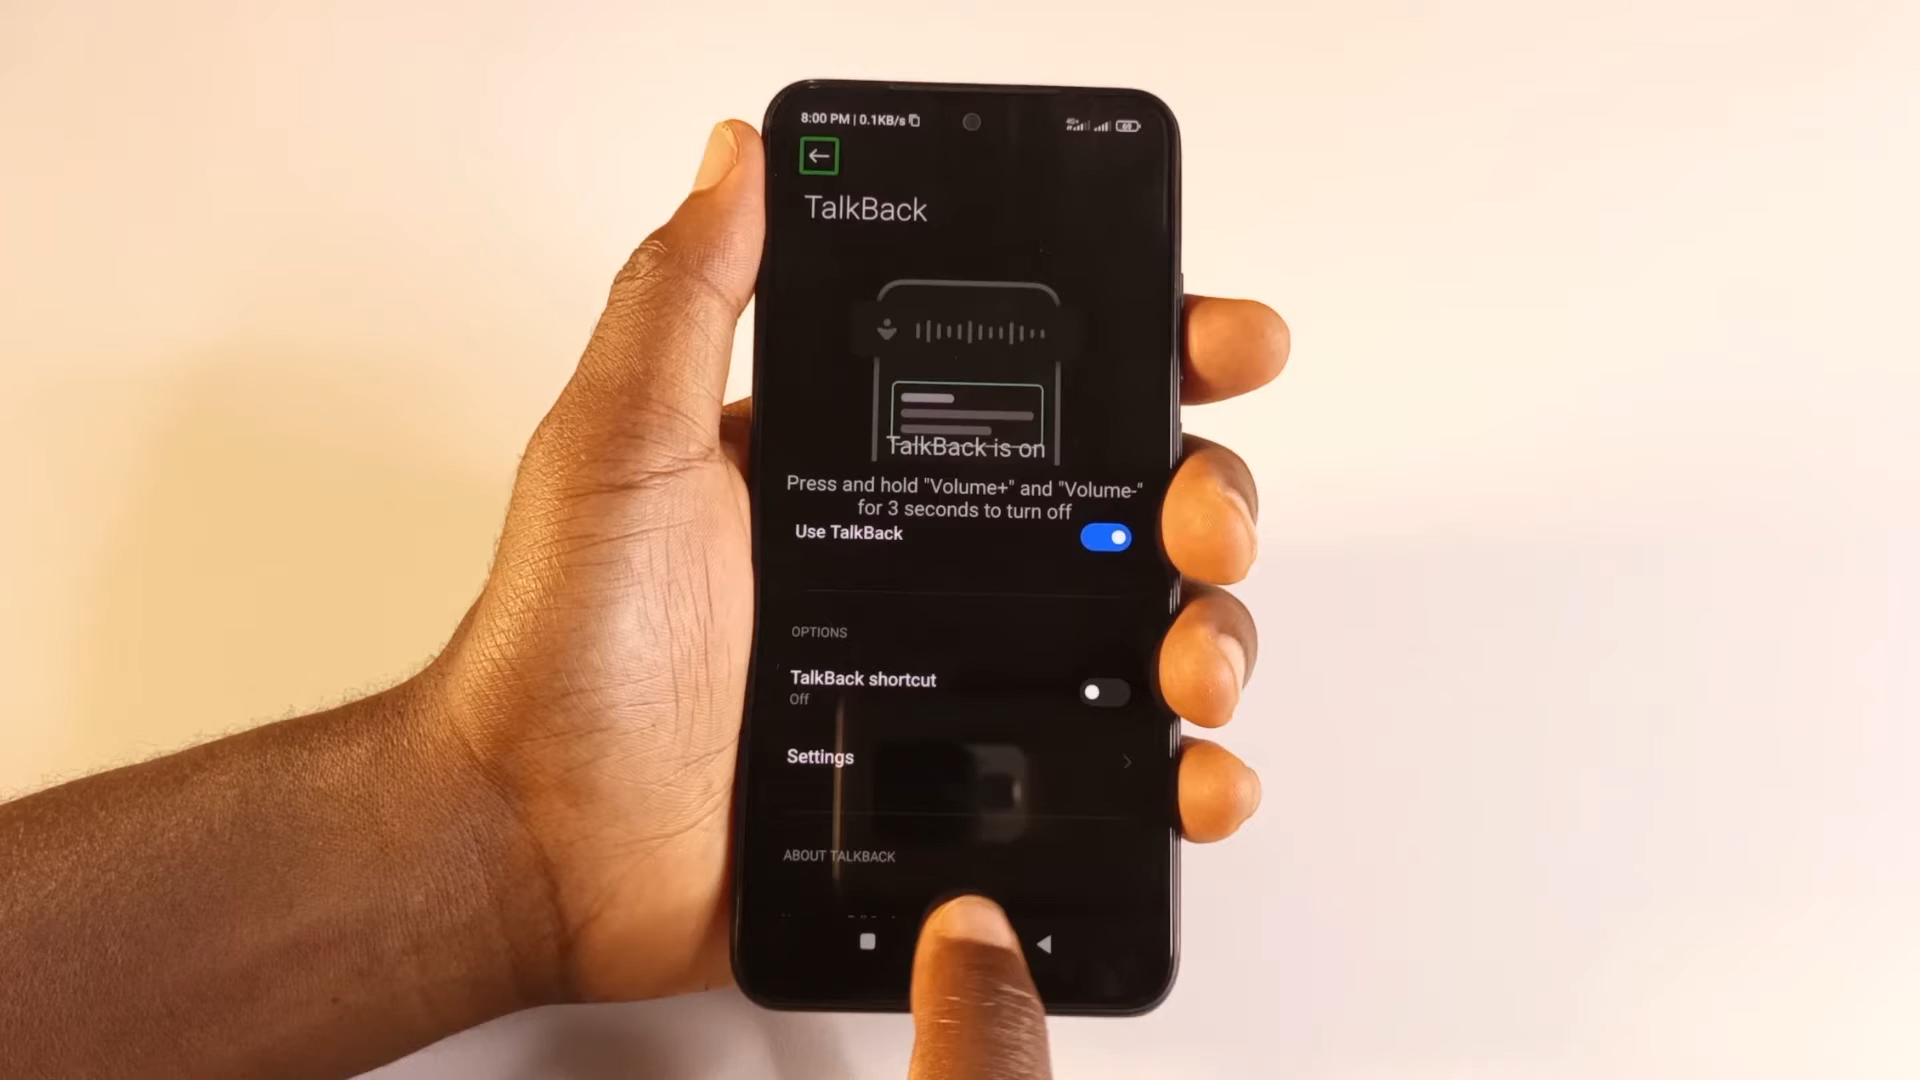 8:00 PM | 0.1KB/s
69
TalkBack
TalkBack is on
Press and hold "Volume+" and "Volume-"
for 3 seconds to turn off
Use TalkBack
OPTIONS
TalkBack shortcut
Off
Settings
ABOUT TALKBACK